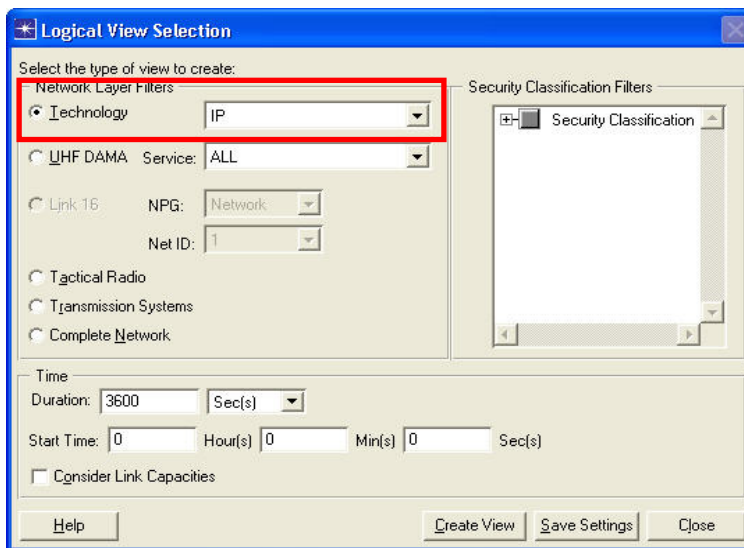 Logical View Selection
Select the type of view to create:
Network Layer Filters
Technology IP
UHF DAMA Service: ALL
Link 16 NPG: Network
Net ID: 1
Tactical Radio
Transmission Systems
Complete Network
Security Classification Filters
Security Classification
Time
Duration: 3600 Sec(s)
Start Time: 0 Hour(s) 0 Min(s) 0 Sec(s)
Consider Link Capacities
Help Create View Save Settings Close